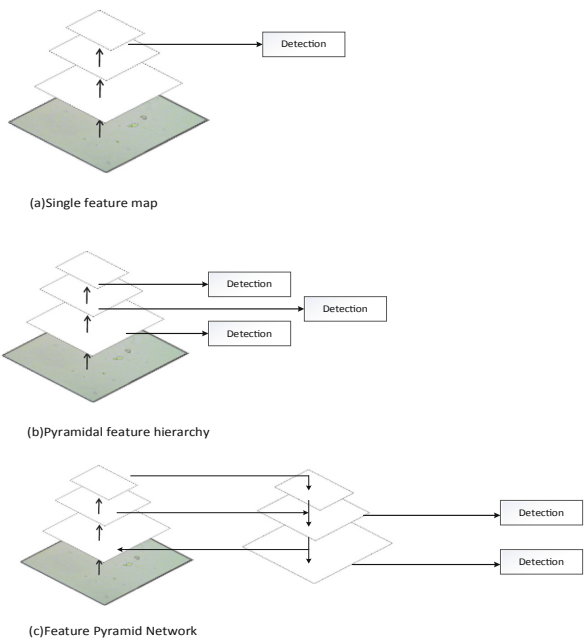 Detection
(a)Single feature map
Detection
Detection
Detection
(b)Pyramidal feature hierarchy
Detection
Detection
(c)Feature Pyramid Network